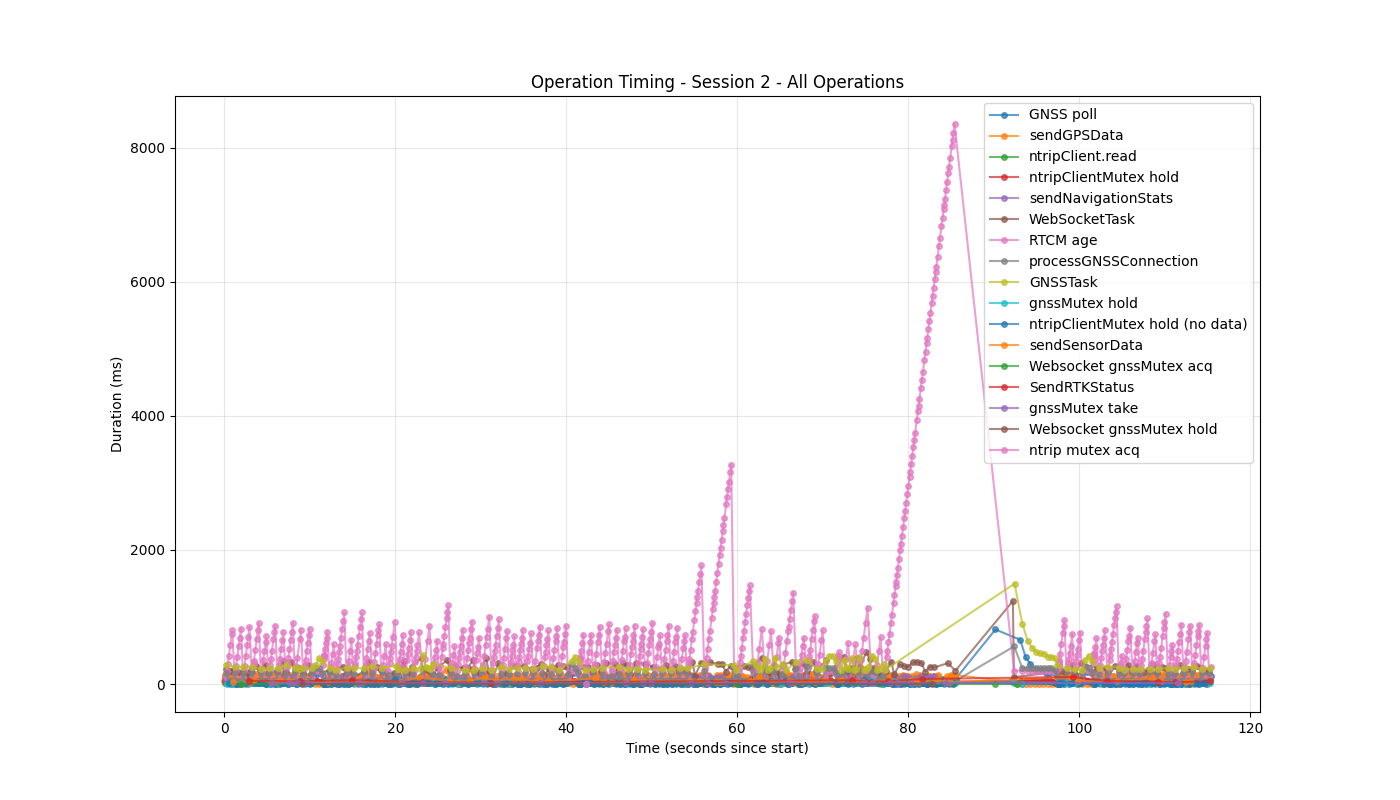 Operation Timing - Session 2 - All Operations
Duration (ms)
8000
6000
4000
2000
0
GNSS poll
sendGPSData
ntripClient.read
ntripClientMutex hold
sendNavigationStats
WebSocketTask
RTCM age
processGNSSConnection
GNSSTask
gnssMutex hold
ntripClientMutex hold (no data)
sendSensorData
Websocket gnssMutex acq
SendRTKStatus
gnssMutex take
Websocket gnssMutex hold
ntrip mutex acq
0 20 40 60 80 100 120
Time (seconds since start)